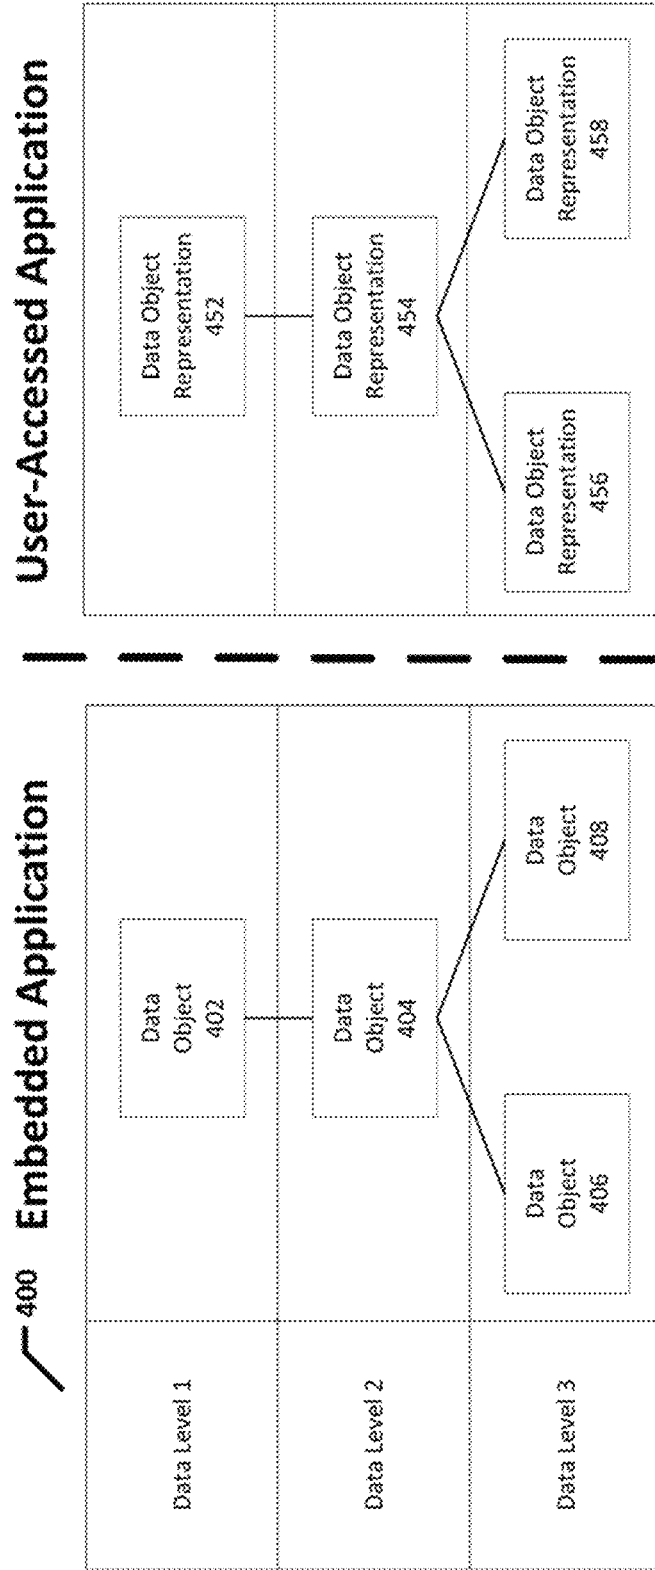 400
Embedded Application
User-Accessed Application
Data Level 1
Data
Object
402
Data Object
Representation
452
Data Level 2
Data
Object
404
Data Object
Representation
454
Data Level 3
Data
Object
406
Data
Object
408
Data Object
Representation
456
Data Object
Representation
458